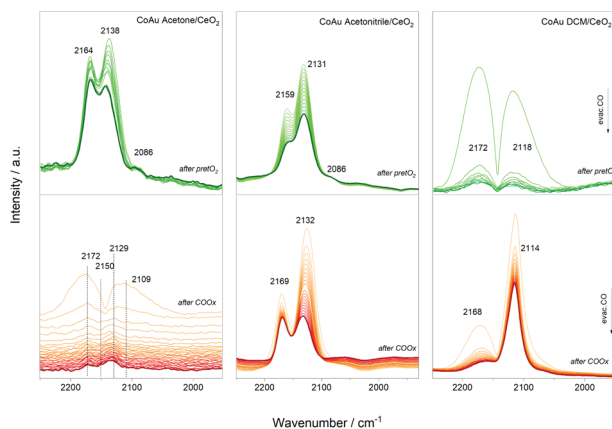 CoAu Acetone/CeO2
CoAu Acetonitrile/CeO2
CoAu DCM/CeO2
2164
2138
2086
after pretO2
2159
2131
2086
after pretO2
2172
2118
evac.CO
after pretO2
Intensity / a.u.
2172
2150
2129
2109
after COOx
2169
2132
after COOx
2168
2114
evac.CO
after COOx
2200 2100 2000
2200 2100 2000
2200 2100 2000
Wavenumber / cm-1